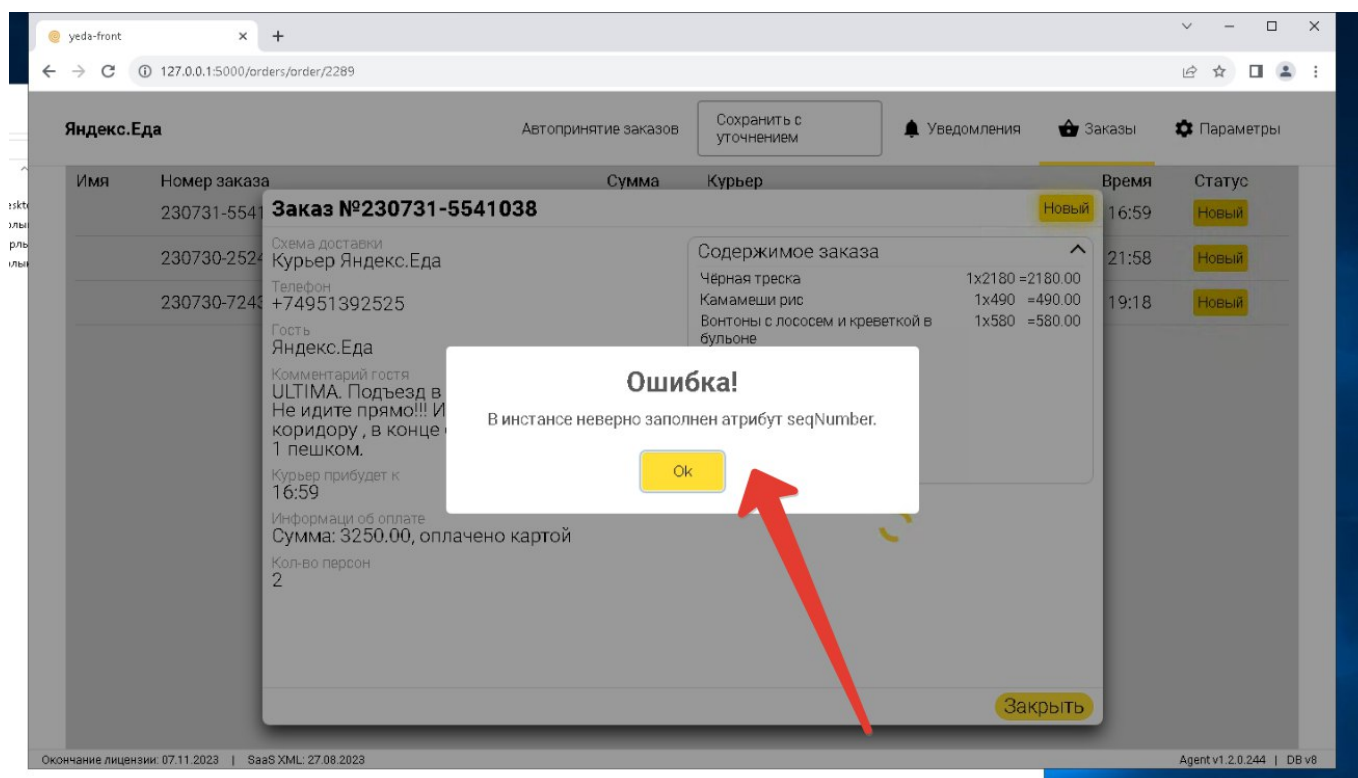 yeda-front
127.0.0.1:5000/orders/order/2289
Яндекс.Еда
Автопринятие заказов
Сохранить с
уточнением
Уведомления
Заказы
Параметры
Имя Номер заказа Сумма Курьер Время Статус
230731-5541 16:59 Новый
230730-2524 21:58 Новый
230730-7243 19:18 Новый
Заказ №230731-5541038
Новый
Схема доставки
Курьер Яндекс.Еда
Телефон
+74951392525
Гость
Яндекс.Еда
Комментарий гостя
ULTIMA. Подъезд в
Не идите прямо!!! И
коридору , в конце
1 пешком.
Курьер прибудет к
16:59
Информаци об оплате
Сумма: 3250.00, оплачено картой
Кол-во персон
2
Содержимое заказа
Чёрная треска 1x2180 =2180.00
Камамеши рис 1x490 =490.00
Вонтоны с лососем и креветкой в 1x580 =580.00
бульоне
Ошибка!
В инстансе неверно заполнен атрибут seqNumber.
Ok
Закрыть
Окончание лицензии: 07.11.2023 | SaaS XML: 27.08.2023
Agent v1.2.0.244 | DB v8